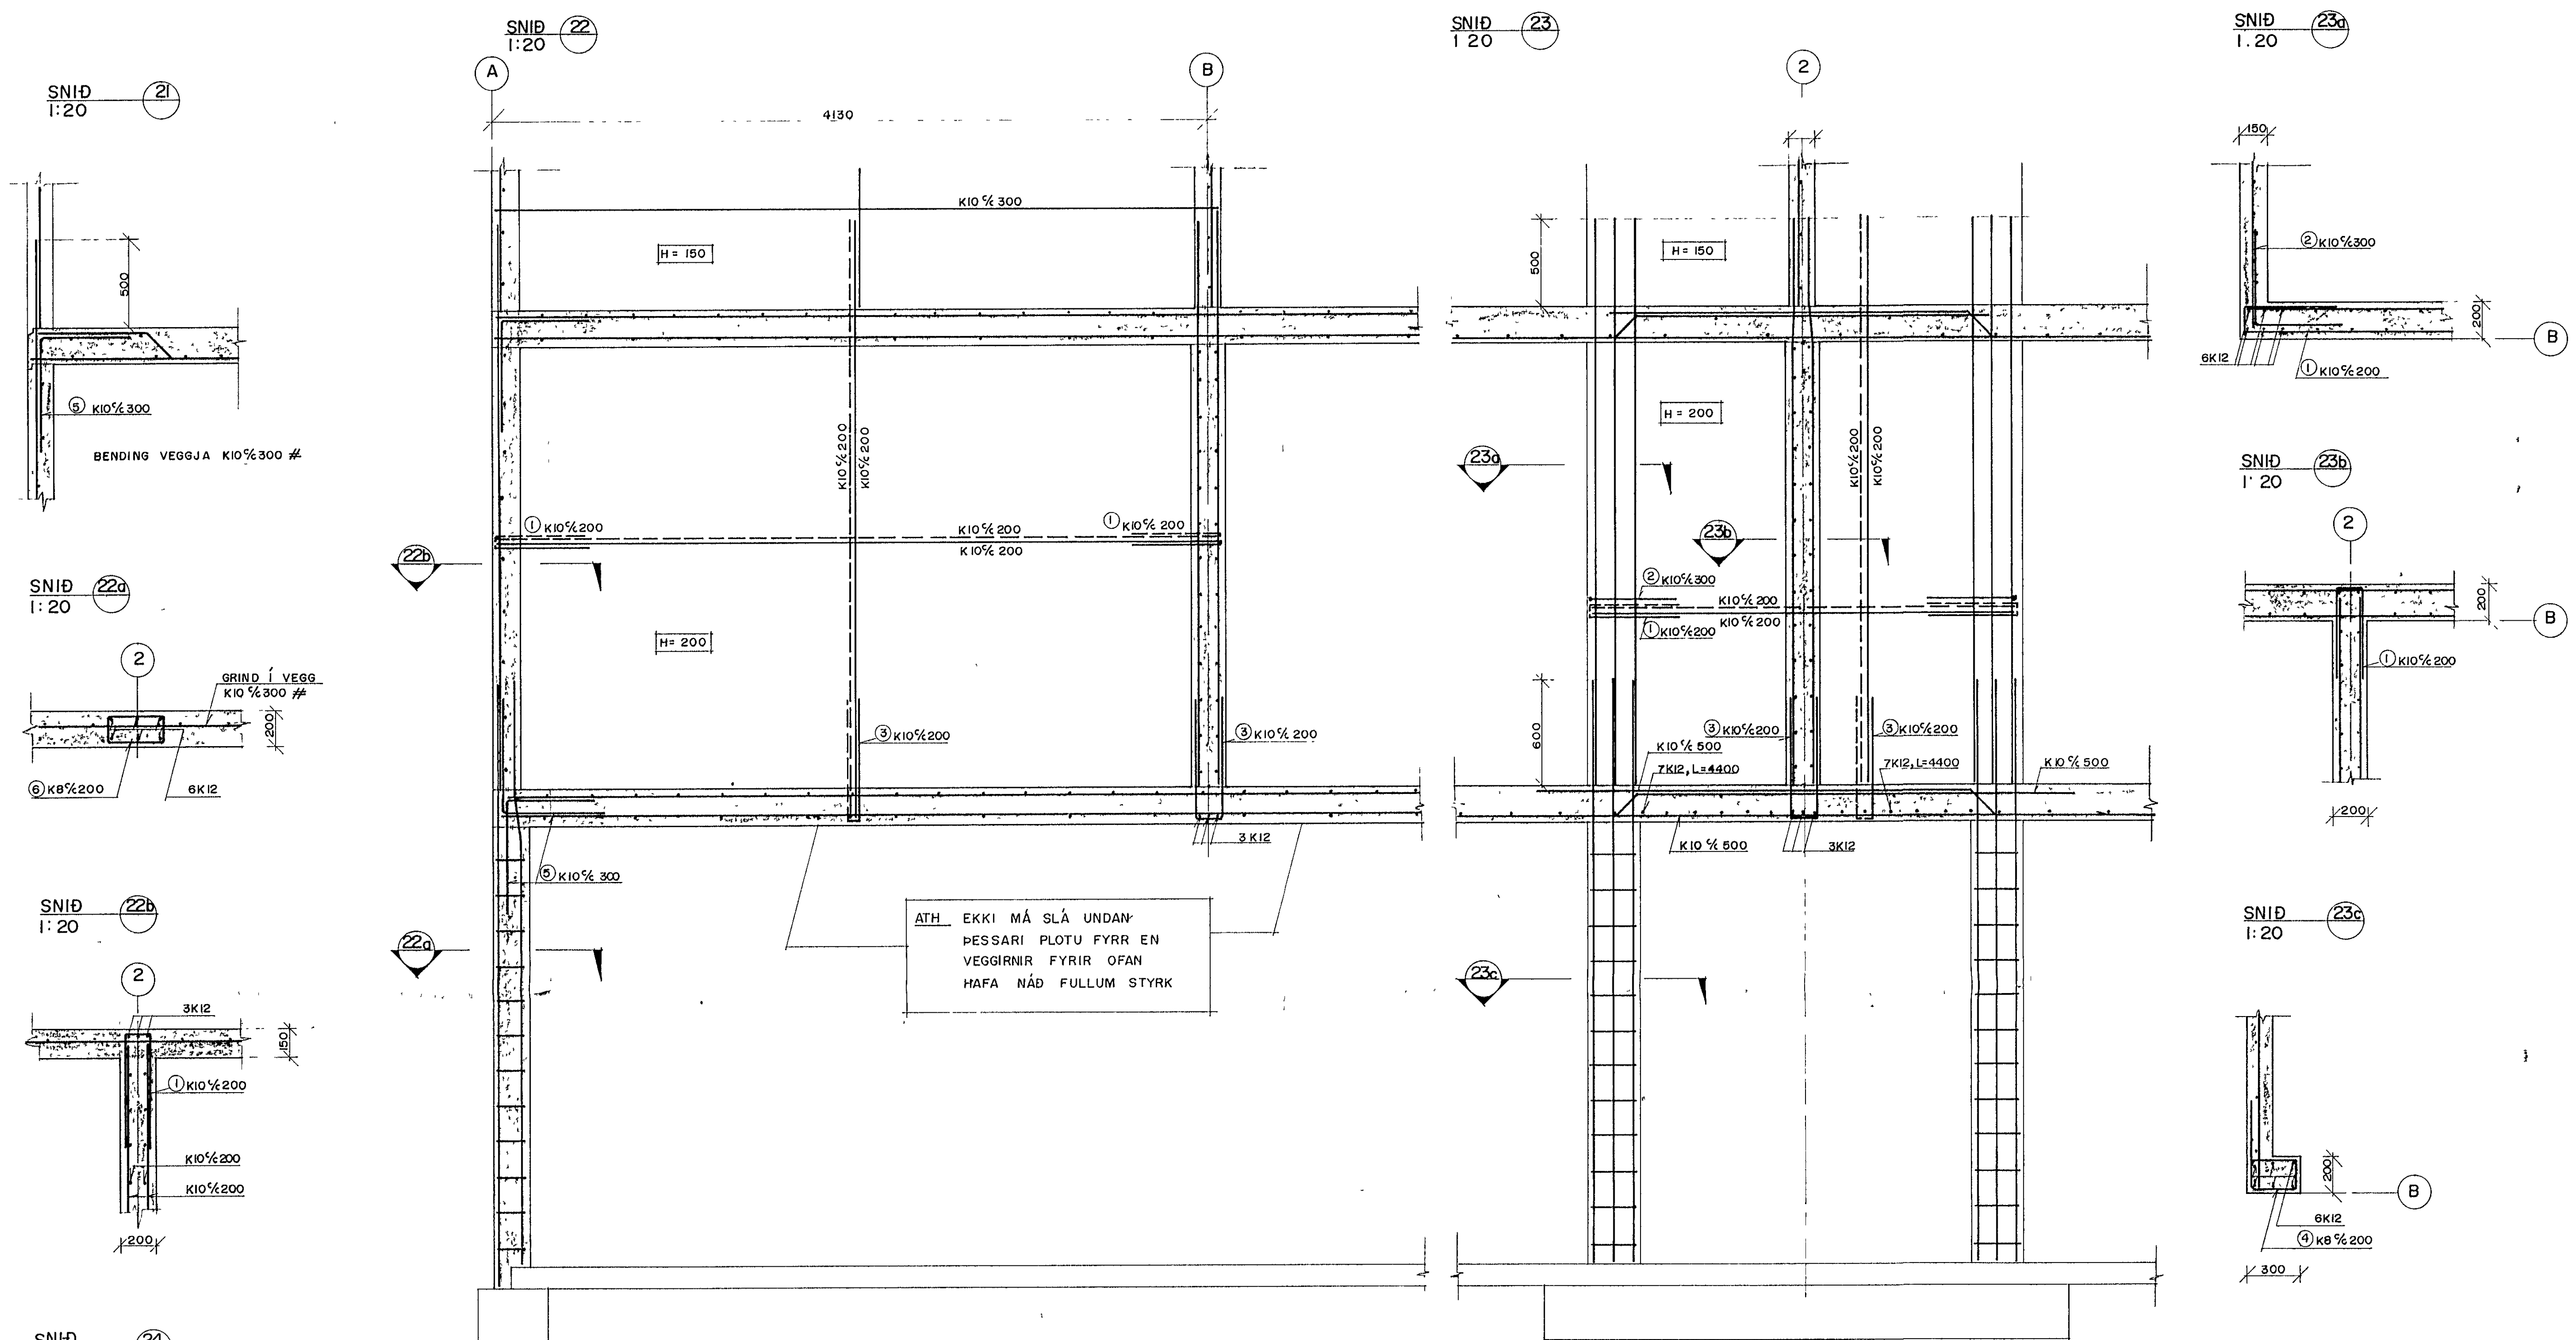 SNIÐ 21
1:20
500
⑤ K10 ℅ 300
BENDING VEGGJA K10 ℅ 300 #
SNIÐ 22a
1:20
2
GRIND Í VEGG
K10 ℅ 300 #
200
⑥ K8 ℅ 200
6K12
SNIÐ 22b
1:20
2
3K12
150
① K10 ℅ 200
K10 ℅ 200
K10 ℅ 200
200
SNIÐ 24
SNIÐ 22
1:20
A
B
4130
K10 ℅ 300
H = 150
K10 ℅ 200
K10 ℅ 200
① K10 ℅ 200
K10 ℅ 200
① K10 ℅ 200
K10 ℅ 200
22b
H = 200
③ K10 ℅ 200
③ K10 ℅ 200
3 K12
⑤ K10 ℅ 300
22a
ATH EKKI MÁ SLÁ UNDAN
ÞESSARI PLOTU FYRR EN
VEGGIRNIR FYRIR OFAN
HAFA NÁÐ FULLUM STYRK
SNIÐ 23
1 20
2
500
H = 150
H = 200
K10 ℅ 200
K10 ℅ 200
23a
23b
② K10 ℅ 300
K10 ℅ 200
K10 ℅ 200
① K10 ℅ 200
600
③ K10 ℅ 200
③ K10 ℅ 200
K10 ℅ 500
7K12, L=4400
7K12, L=4400
K10 ℅ 500
K10 ℅ 500
3K12
23c
SNIÐ 23a
1.20
150
② K10 ℅ 300
200
B
6K12
① K10 ℅ 200
SNIÐ 23b
1:20
2
200
B
① K10 ℅ 200
200
SNIÐ 23c
1:20
200
B
6K12
④ K8 ℅ 200
300